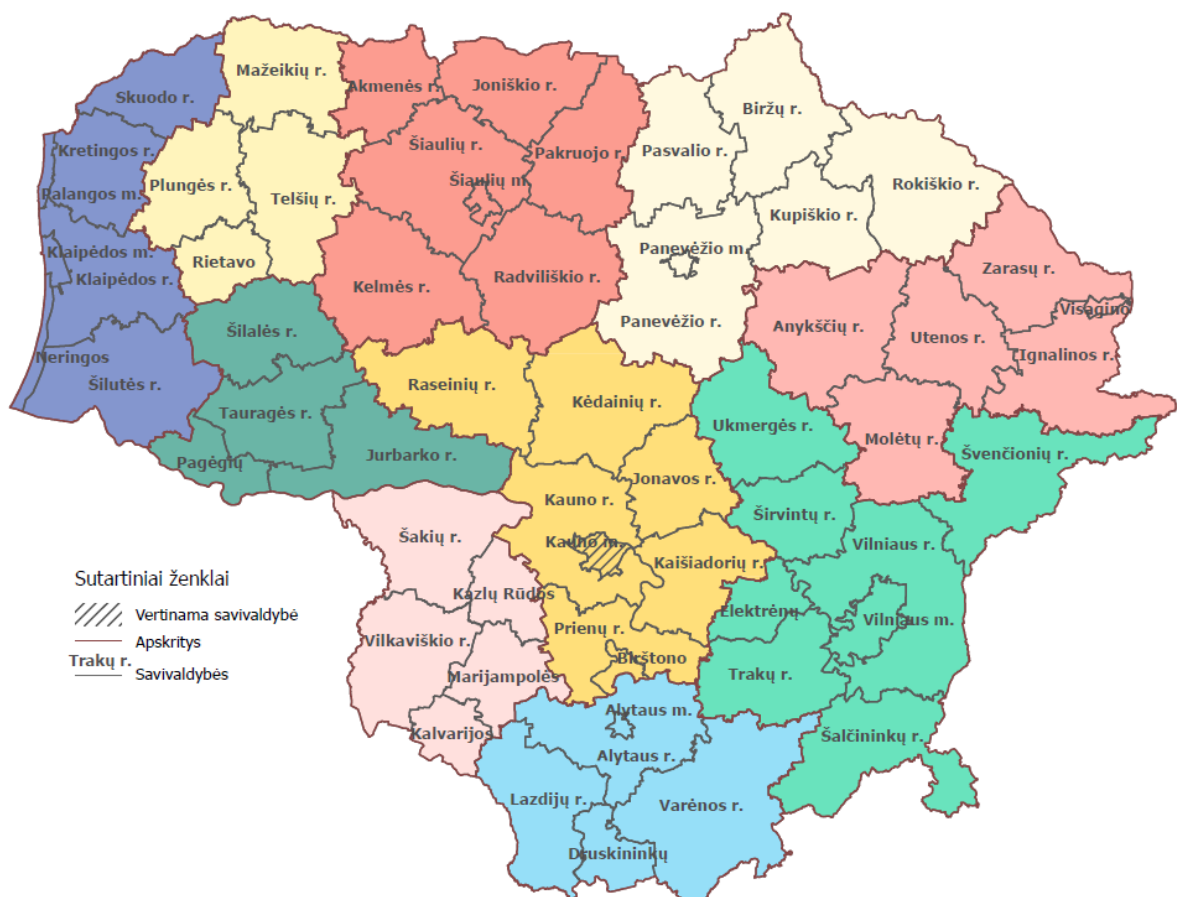 Mažeikių r.
Skuodo r.
Akmenės r.
Joniškio r.
Biržų r.
Kretingos r.
Šiaulių r.
Pakruojo r.
Pasvalio r.
Palangos m.
Plungės r.
Telšių r.
Šiaulių m.
Rokiškio r.
Kupiškio r.
Klaipėdos m.
Rietavo
Panevėžio m.
Klaipėdos r.
Kelmės r.
Radviliškio r.
Zarasų r.
Visagino
Šilalės r.
Panevėžio r.
Anykščių r.
Utenos r.
Neringos
Ignalinos r.
Šilutės r.
Raseinių r.
Kėdainių r.
Tauragės r.
Ukmergės r.
Molėtų r.
Pagėgių
Jurbarko r.
Švenčionių r.
Jonavos r.
Kauno r.
Širvintų r.
Šakių r.
Kauno m.
Vilniaus r.
Kaišiadorių r.
Sutartiniai ženklai
Kazlų Rūdos
Elektrėnų
Vertinama savivaldybė
Vilniaus m.
Prienų r.
Vilkaviškio r.
Apskritys
Birštono
Trakų r.
Savivaldybės
Marijampolės
Trakų r.
Alytaus m.
Kalvarijos
Šalčininkų r.
Alytaus r.
Lazdijų r.
Varėnos r.
Druskininkų